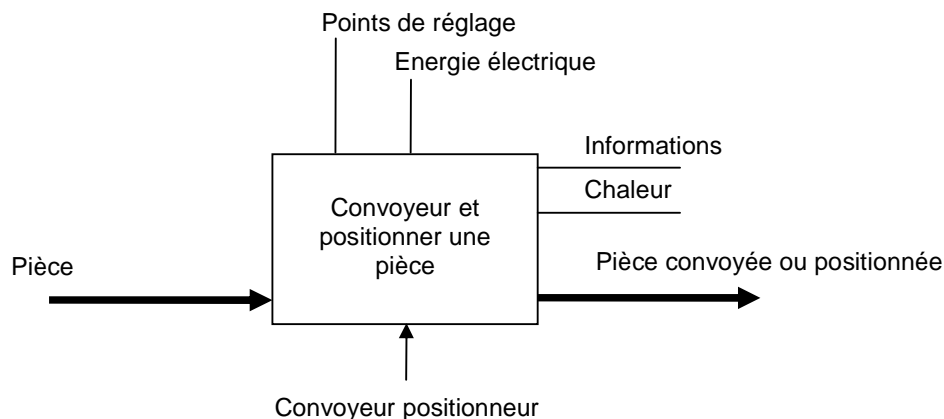 Points de réglage
Energie électrique
Informations
Chaleur
Convoyeur et
positionner une
pièce
Pièce
Pièce convoyée ou positionnée
Convoyeur positionneur